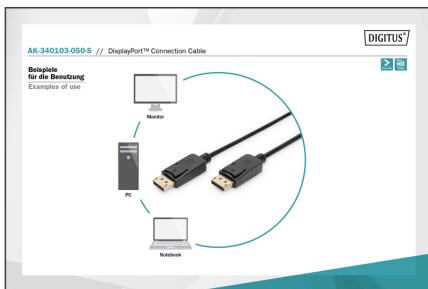 DIGITUS®
AK-340103-050-S // DisplayPort™ Connection Cable
Beispiele
für die Benutzung
Examples of use
Monitor
PC
Notebook